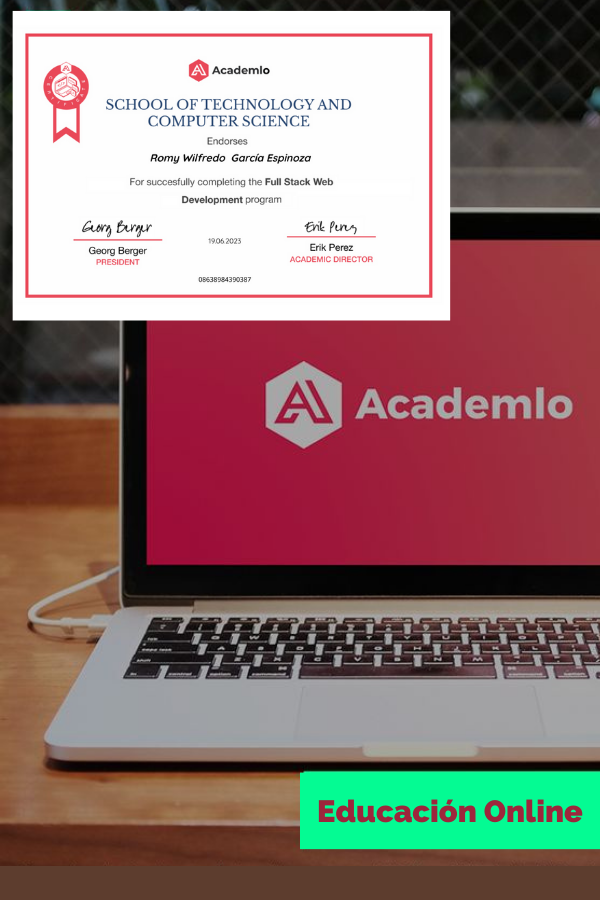 Academlo
SCHOOL OF TECHNOLOGY AND
COMPUTER SCIENCE
Endorses
Romy Wilfredo García Espinoza
For succesfully completing the Full Stack Web
Development program
Georg Berger
Erik Perez
19.06.2023
Georg Berger
Erik Perez
PRESIDENT
ACADEMIC DIRECTOR
08638984390387
Academlo
Educación Online